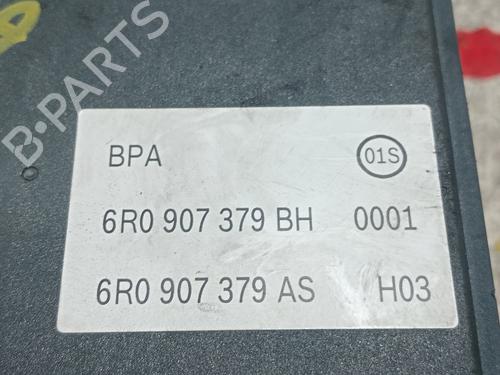 B-PARTS
BPA 01S
6R0 907 379 BH 0001
6R0 907 379 AS H03